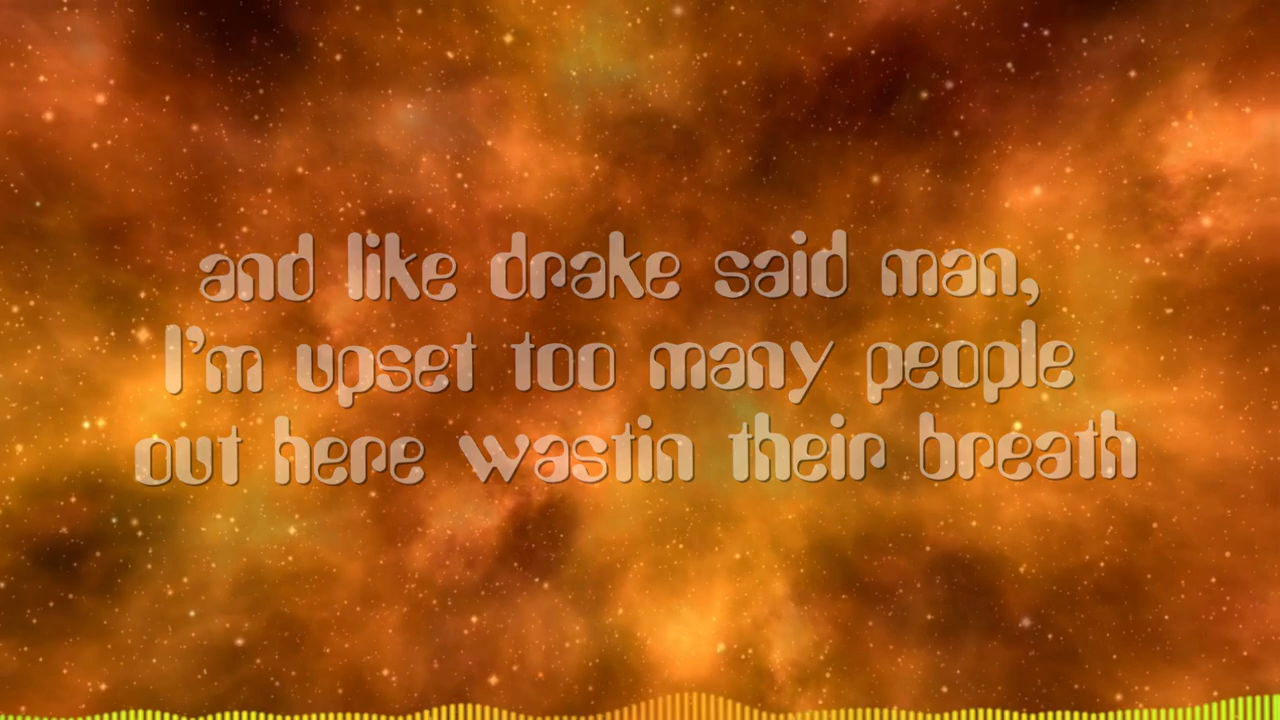 and like drake said man,
I'm upset too many people
out here wastin their breath